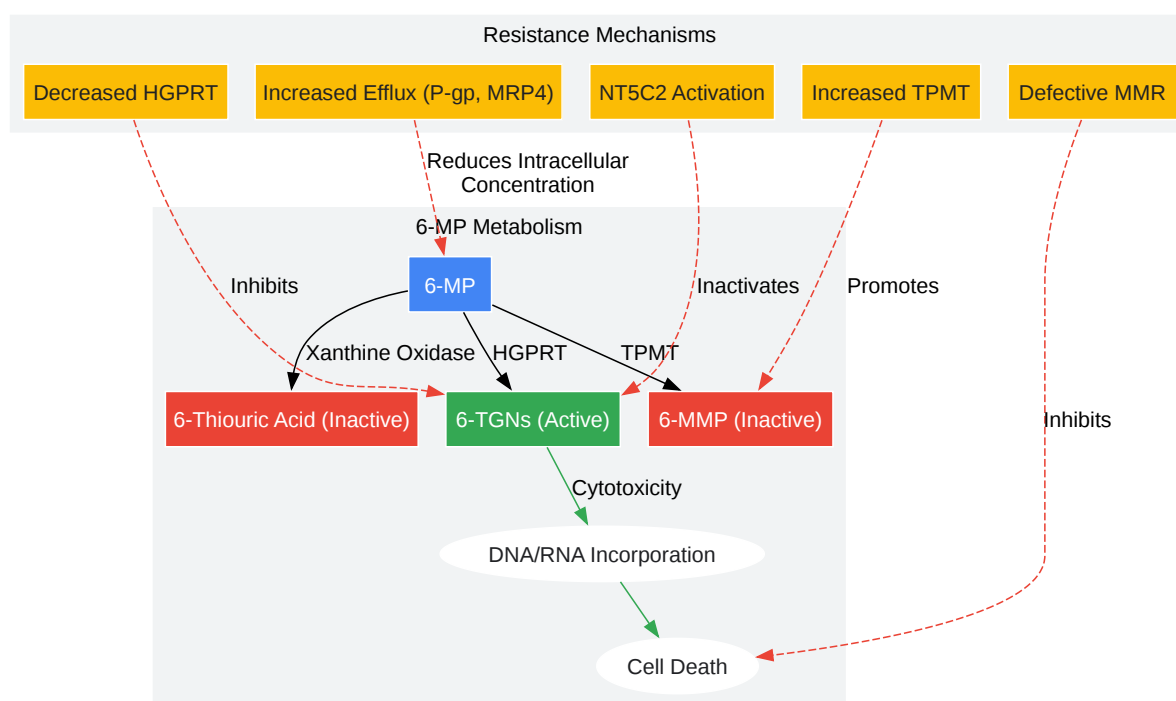 Resistance Mechanisms
Decreased HGPRT
Increased Efflux (P-gp, MRP4)
NT5C2 Activation
Increased TPMT
Defective MMR
Reduces Intracellular
Concentration
6-MP Metabolism
Inhibits
6-MP
Inactivates
Promotes
Xanthine Oxidase
HGPRT
TPMT
6-Thiouric Acid (Inactive)
6-TGNs (Active)
6-MMP (Inactive)
Inhibits
Cytotoxicity
DNA/RNA Incorporation
Cell Death